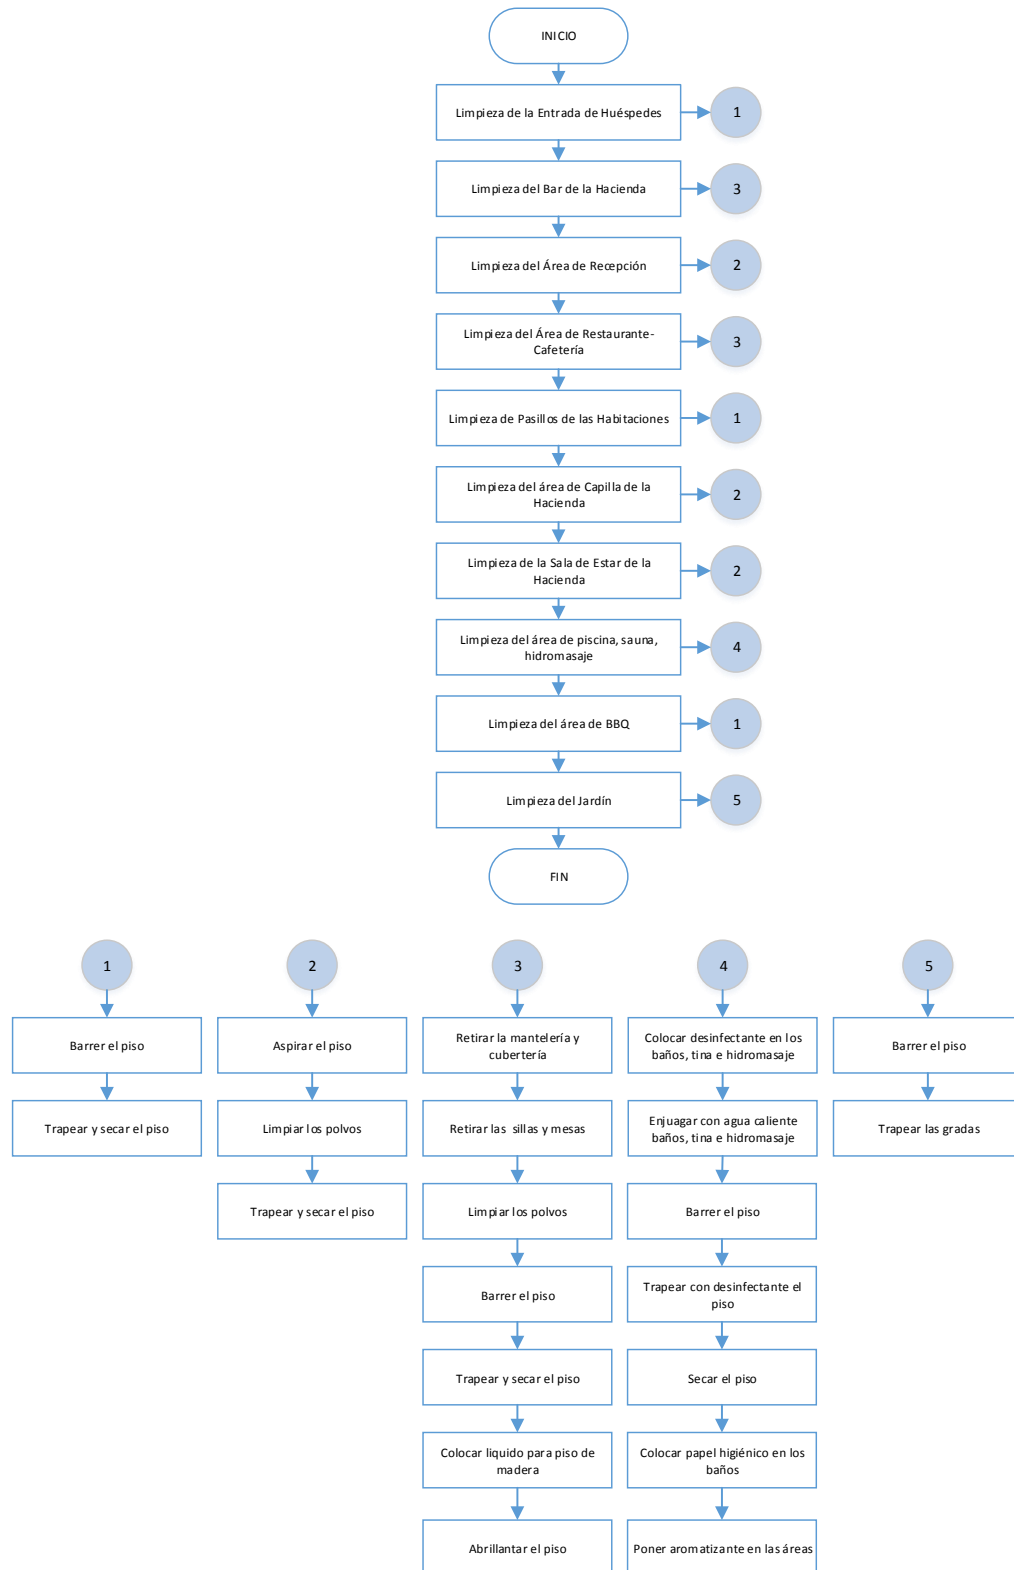 INICIO
Limpieza de la Entrada de Huéspedes
1
Limpieza del Bar de la Hacienda
3
Limpieza del Área de Recepción
2
Limpieza del Área de Restaurante-
Cafetería
3
Limpieza de Pasillos de las Habitaciones
1
Limpieza del área de Capilla de la
Hacienda
2
Limpieza de la Sala de Estar de la
Hacienda
2
Limpieza del área de piscina, sauna,
hidromasaje
4
Limpieza del área de BBQ
1
Limpieza del Jardín
5
FIN
1
Barrer el piso
Trapear y secar el piso
2
Aspirar el piso
Limpiar los polvos
Trapear y secar el piso
3
Retirar la mantelería y
cubertería
Retirar las sillas y mesas
Limpiar los polvos
Barrer el piso
Trapear y secar el piso
Colocar liquido para piso de
madera
Abrillantar el piso
4
Colocar desinfectante en los
baños, tina e hidromasaje
Enjuagar con agua caliente
baños, tina e hidromasaje
Barrer el piso
Trapear con desinfectante el
piso
Secar el piso
Colocar papel higiénico en los
baños
Poner aromatizante en las áreas
5
Barrer el piso
Trapear las gradas